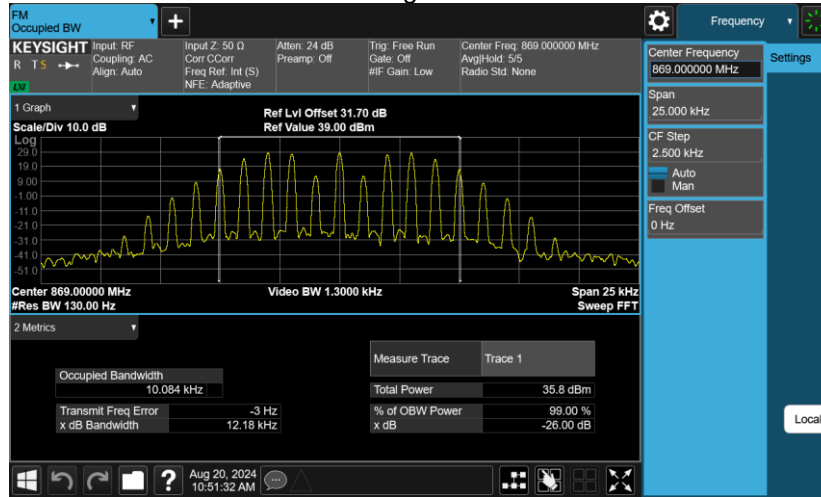 FM
Occupied BW
+
Frequency
KEYSIGHT
R T S
LXI
Input: RF
Coupling: AC
Align: Auto
Input Z: 50 Ω
Corr CCorr
Freq Ref: Int (S)
NFE: Adaptive
Atten: 24 dB
Preamp: Off
Trig: Free Run
Gate: Off
#IF Gain: Low
Center Freq: 869.000000 MHz
Avg|Hold: 5/5
Radio Std: None
Center Frequency
869.000000 MHz
Settings
Span
25.000 kHz
CF Step
2.500 kHz
Auto
Man
Freq Offset
0 Hz
Local
1 Graph
Scale/Div 10.0 dB
Ref Lvl Offset 31.70 dB
Ref Value 39.00 dBm
Log
29.0
19.0
9.00
-1.00
-11.0
-21.0
-31.0
-41.0
-51.0
Center 869.00000 MHz
#Res BW 130.00 Hz
Video BW 1.3000 kHz
Span 25 kHz
Sweep FFT
2 Metrics
Measure Trace Trace 1
Occupied Bandwidth
10.084 kHz
Total Power 35.8 dBm
Transmit Freq Error -3 Hz
% of OBW Power 99.00 %
x dB Bandwidth 12.18 kHz
x dB -26.00 dB
?
Aug 20, 2024
10:51:32 AM